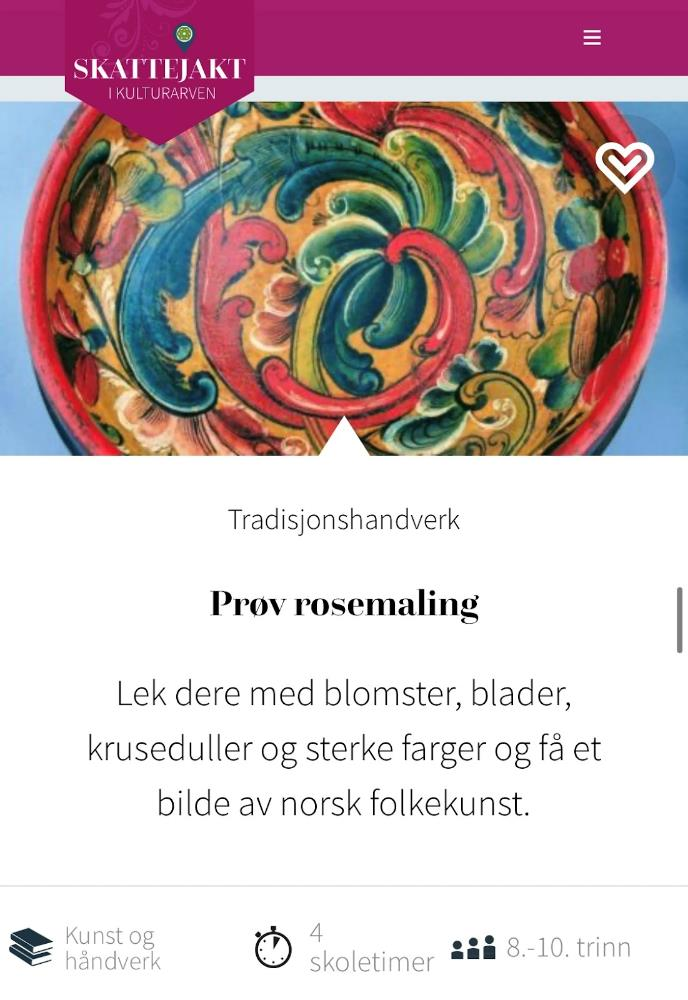 SKATTEJAKT
I KULTURARVEN
Tradisjonshandverk
Prøv rosemaling
Lek dere med blomster, blader,
kruseduller og sterke farger og få et
bilde av norsk folkekunst.
Kunst og
håndverk
4
skoletimer
8.-10. trinn